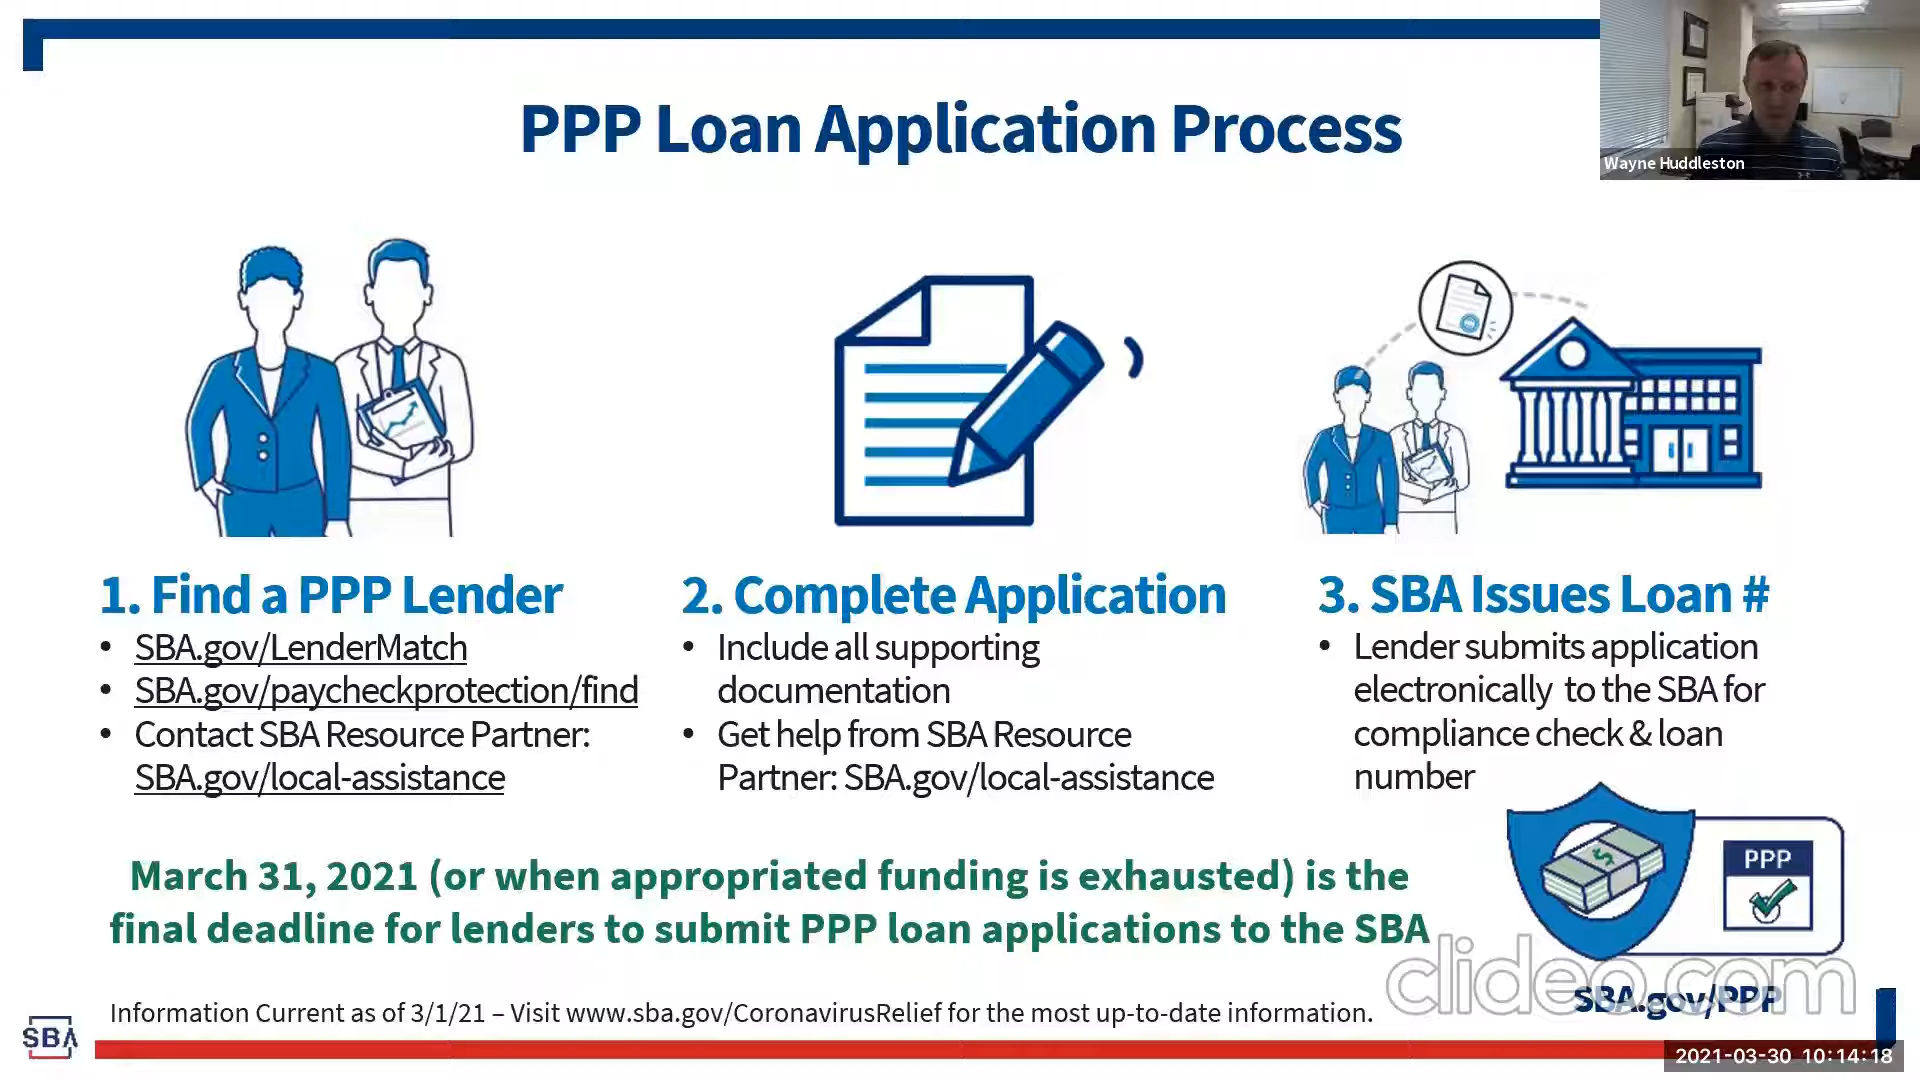 PPP Loan Application Process
Wayne Huddleston
1. Find a PPP Lender
• SBA.gov/LenderMatch
• SBA.gov/paycheckprotection/find
• Contact SBA Resource Partner:
SBA.gov/local-assistance
2. Complete Application
• Include all supporting
documentation
• Get help from SBA Resource
Partner: SBA.gov/local-assistance
3. SBA Issues Loan #
• Lender submits application
electronically to the SBA for
compliance check & loan
number
March 31, 2021 (or when appropriated funding is exhausted) is the
final deadline for lenders to submit PPP loan applications to the SBA
$
PPP
clideo.com
SBA.gov/PPP
Information Current as of 3/1/21 – Visit www.sba.gov/CoronavirusRelief for the most up-to-date information.
SBA
2021-03-30 10:14:18